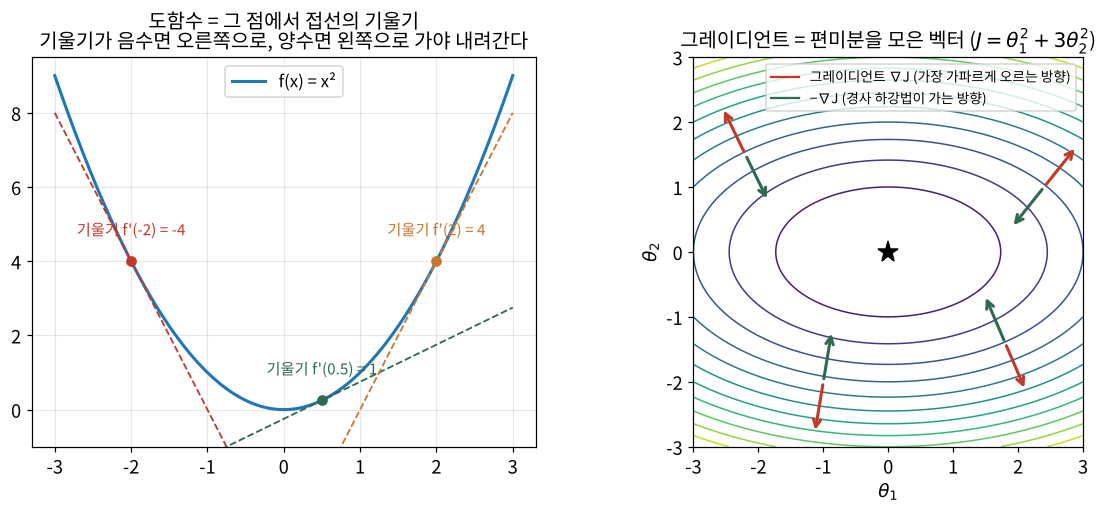 도함수 = 그 점에서 접선의 기울기
기울기가 음수면 오른쪽으로, 양수면 왼쪽으로 가야 내려간다
f(x) = x²
8
6
4
2
0
기울기 f'(-2) = -4
기울기 f'(2) = 4
기울기 f'(0.5) = 1
-3 -2 -1 0 1 2 3
그레이디언트 = 편미분을 모은 벡터 (J = θ₁² + 3θ₂²)
그레이디언트 ∇J (가장 가파르게 오르는 방향)
−∇J (경사 하강법이 가는 방향)
3
2
1
0
-1
-2
-3
θ₂
-3 -2 -1 0 1 2 3
θ₁